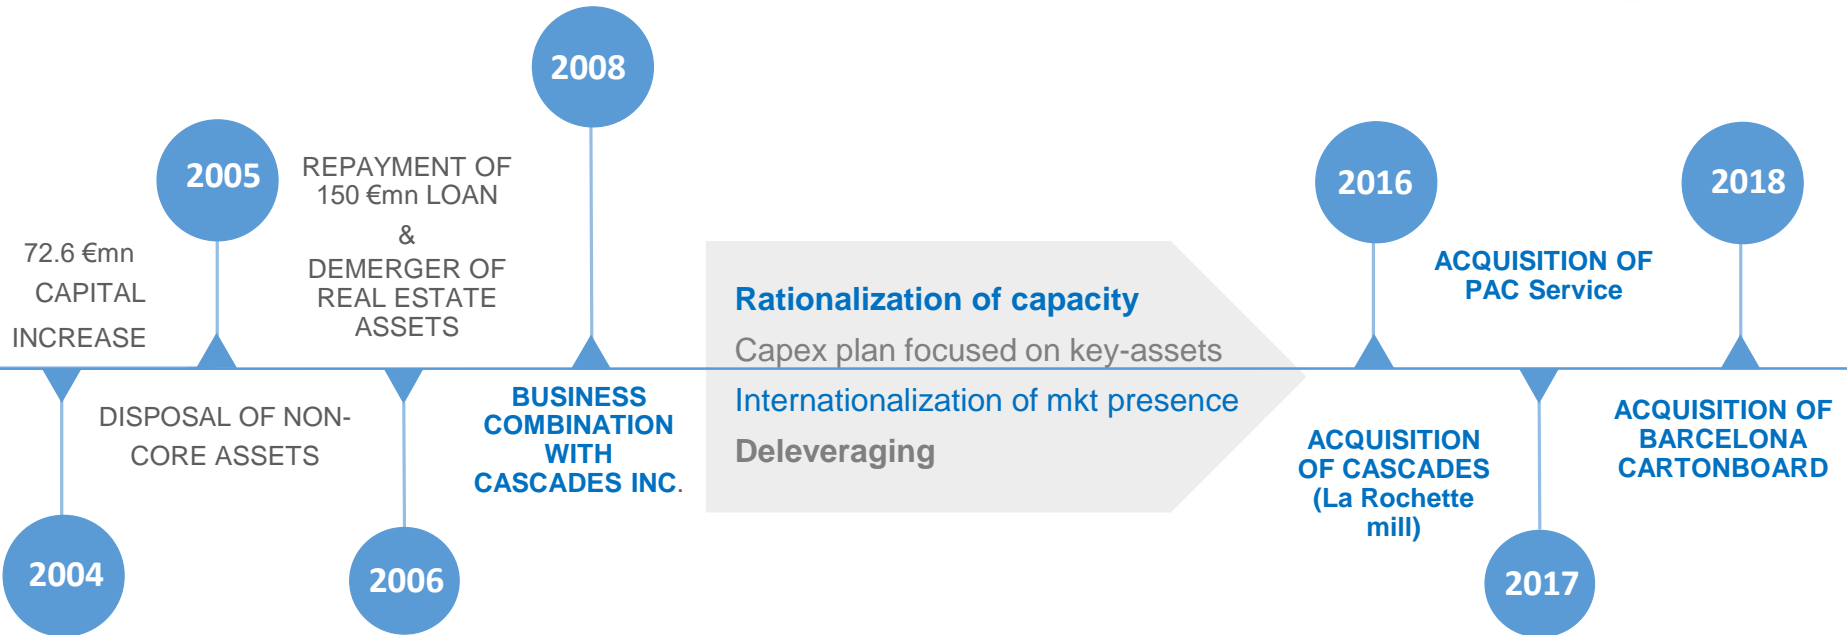 2004
72.6 €mn
CAPITAL
INCREASE
2005
DISPOSAL OF NON-
CORE ASSETS
2006
REPAYMENT OF
150 €mn LOAN
&
DEMERGER OF
REAL ESTATE
ASSETS
2008
BUSINESS
COMBINATION
WITH
CASCADES INC.
Rationalization of capacity
Capex plan focused on key-assets
Internationalization of mkt presence
Deleveraging
2016
ACQUISITION
OF CASCADES
(La Rochette
mill)
2017
ACQUISITION OF
PAC Service
2018
ACQUISITION OF
BARCELONA
CARTONBOARD